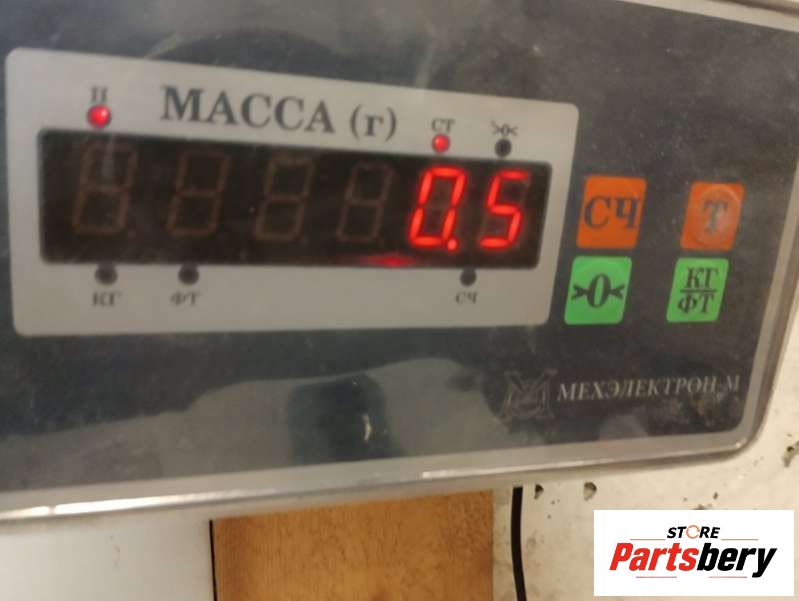 П
МАССА (г)
СТ
>0<
0.5
КГ
ФТ
СЧ
СЧ
Т
>0<
КГ
ФТ
МЕХЭЛЕКТРОН-М
STORE
Partsbery